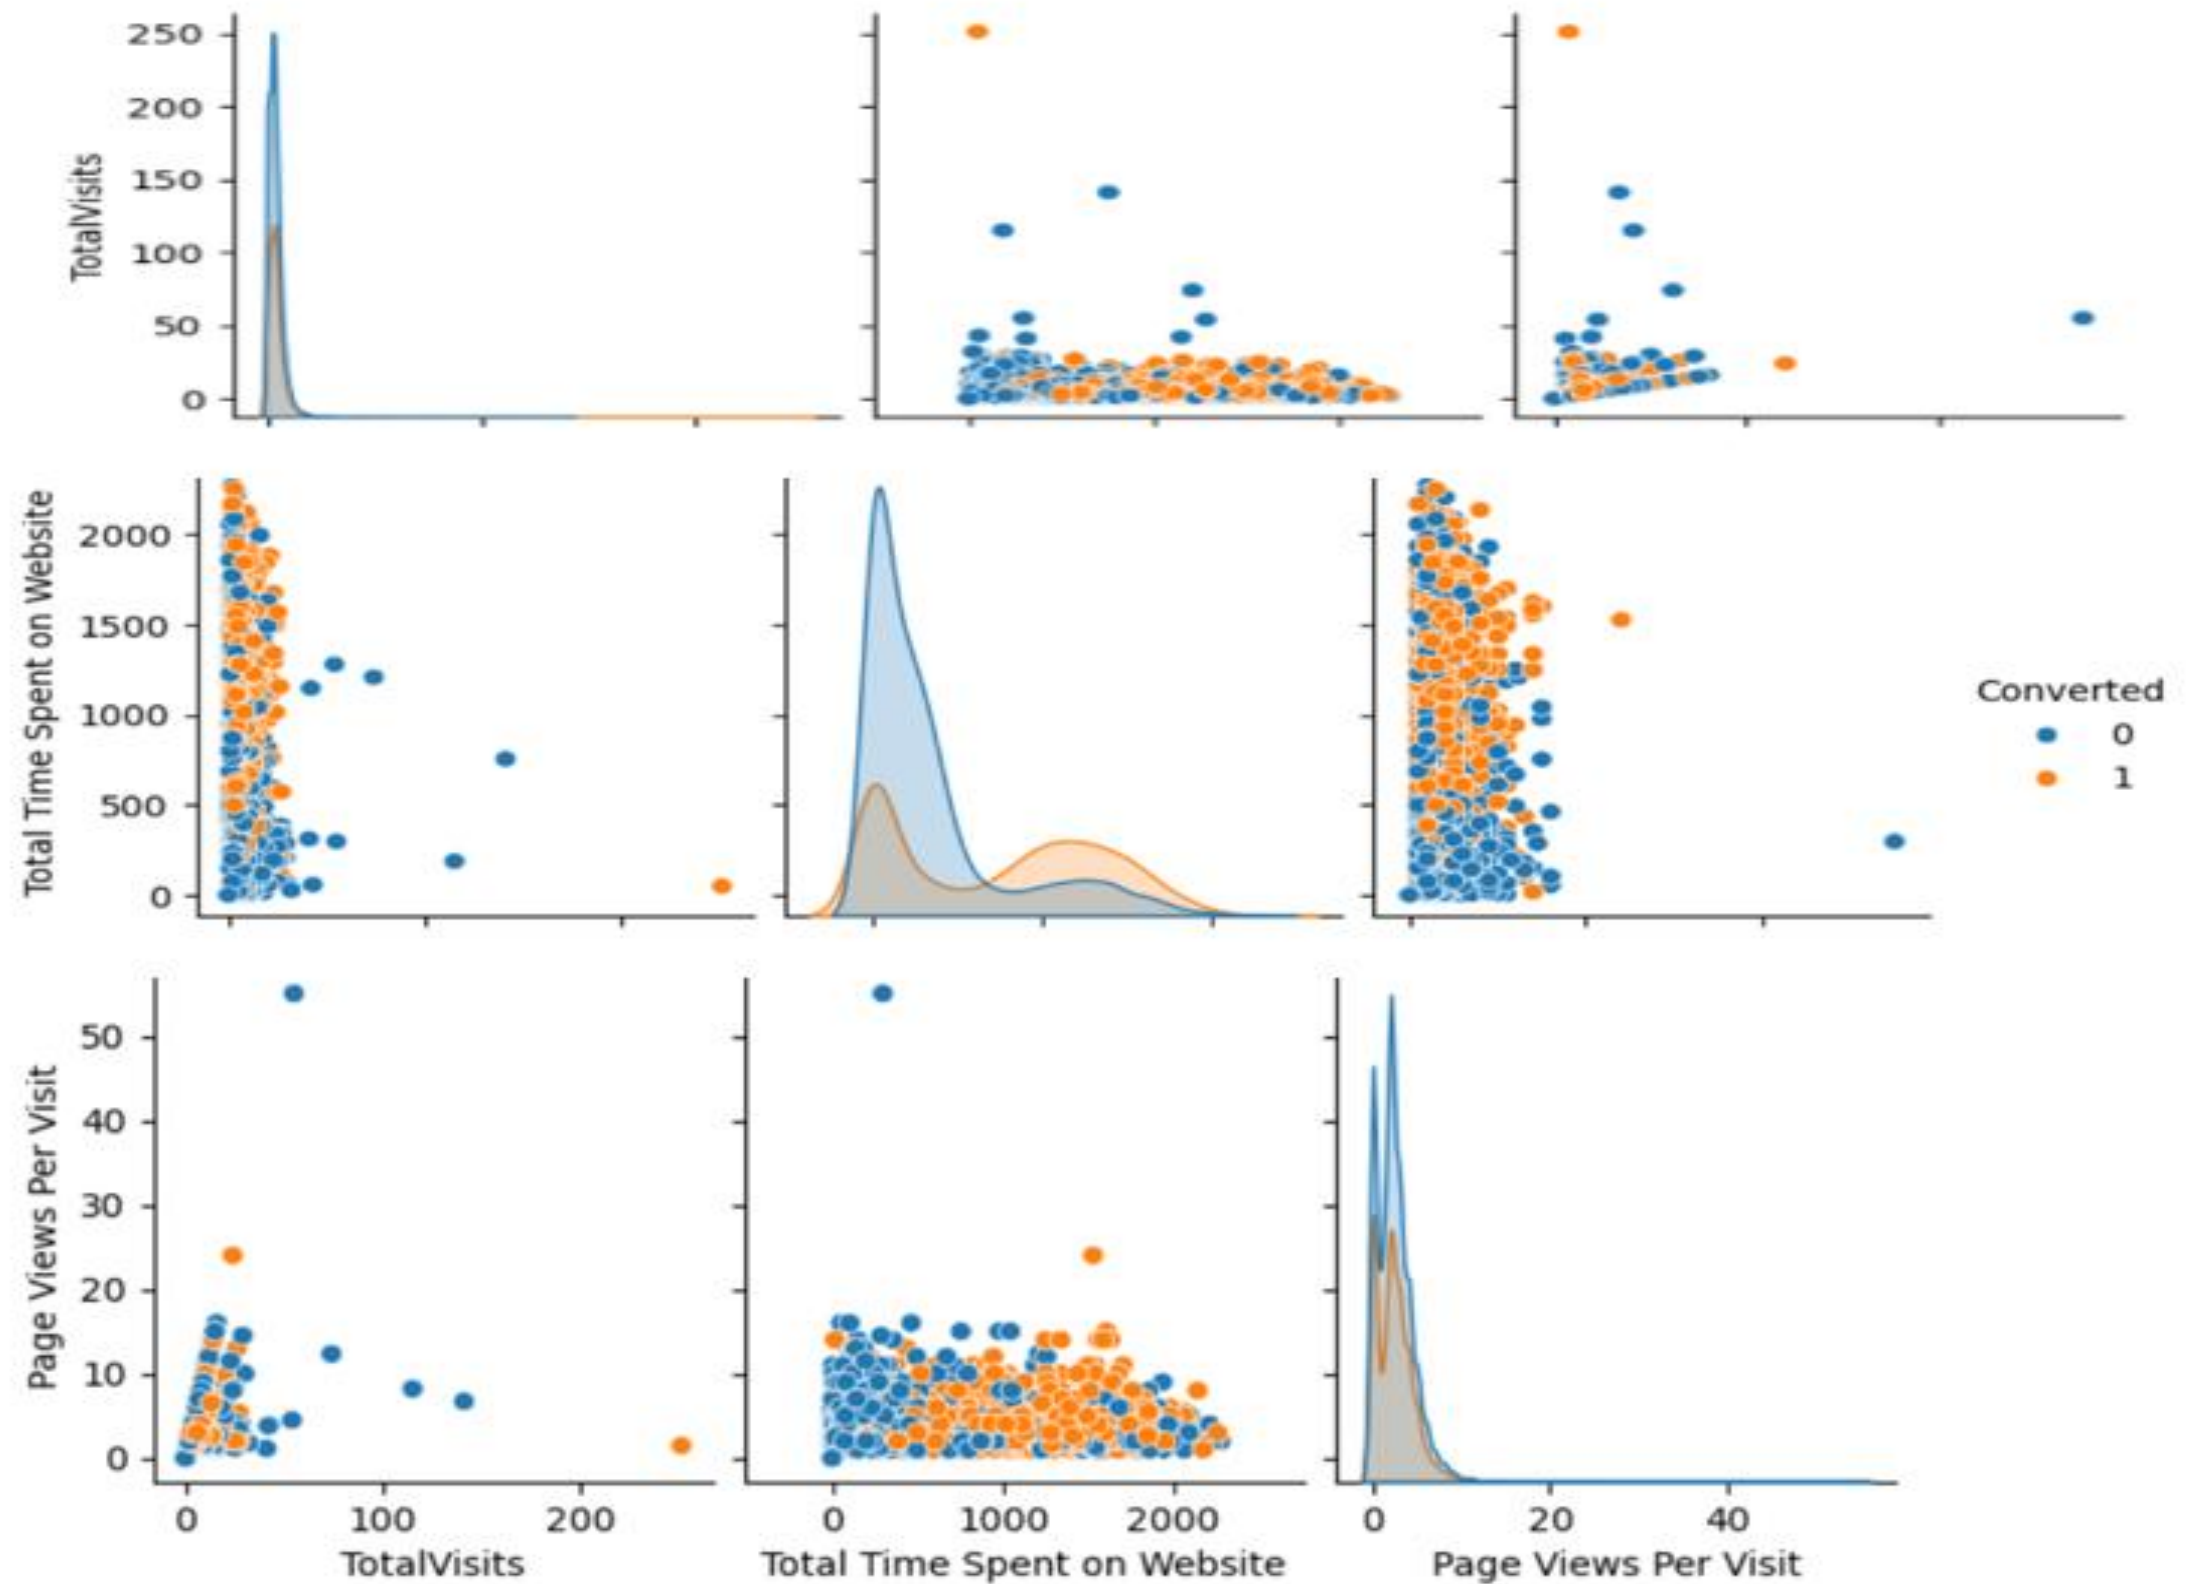 250
200
150
100
50
0
TotalVisits
2000
1500
1000
500
0
Total Time Spent on Website
Converted
0
1
50
40
30
20
10
0
Page Views Per Visit
0 100 200
0 1000 2000
0 20 40
TotalVisits
Total Time Spent on Website
Page Views Per Visit